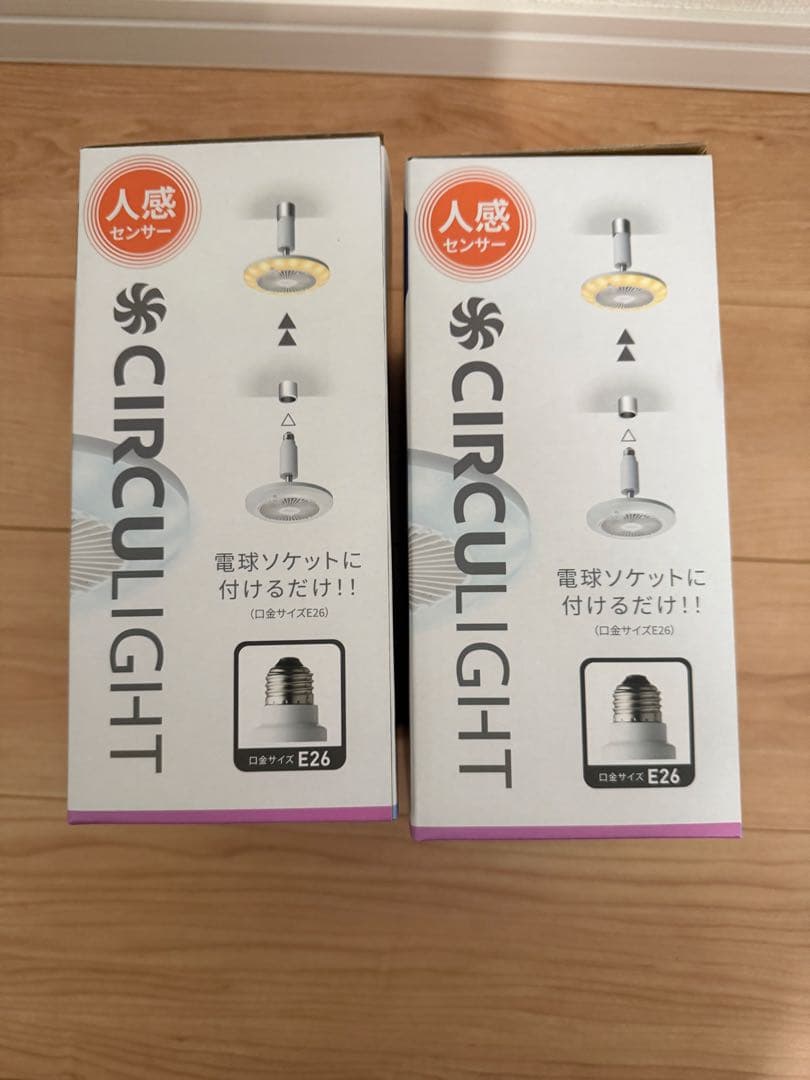 人感
センサー
CIRCULIGHT
電球ソケットに
付けるだけ!!
(口金サイズE26)
口金サイズ E26
人感
センサー
CIRCULIGHT
電球ソケットに
付けるだけ!!
(口金サイズE26)
口金サイズ E26